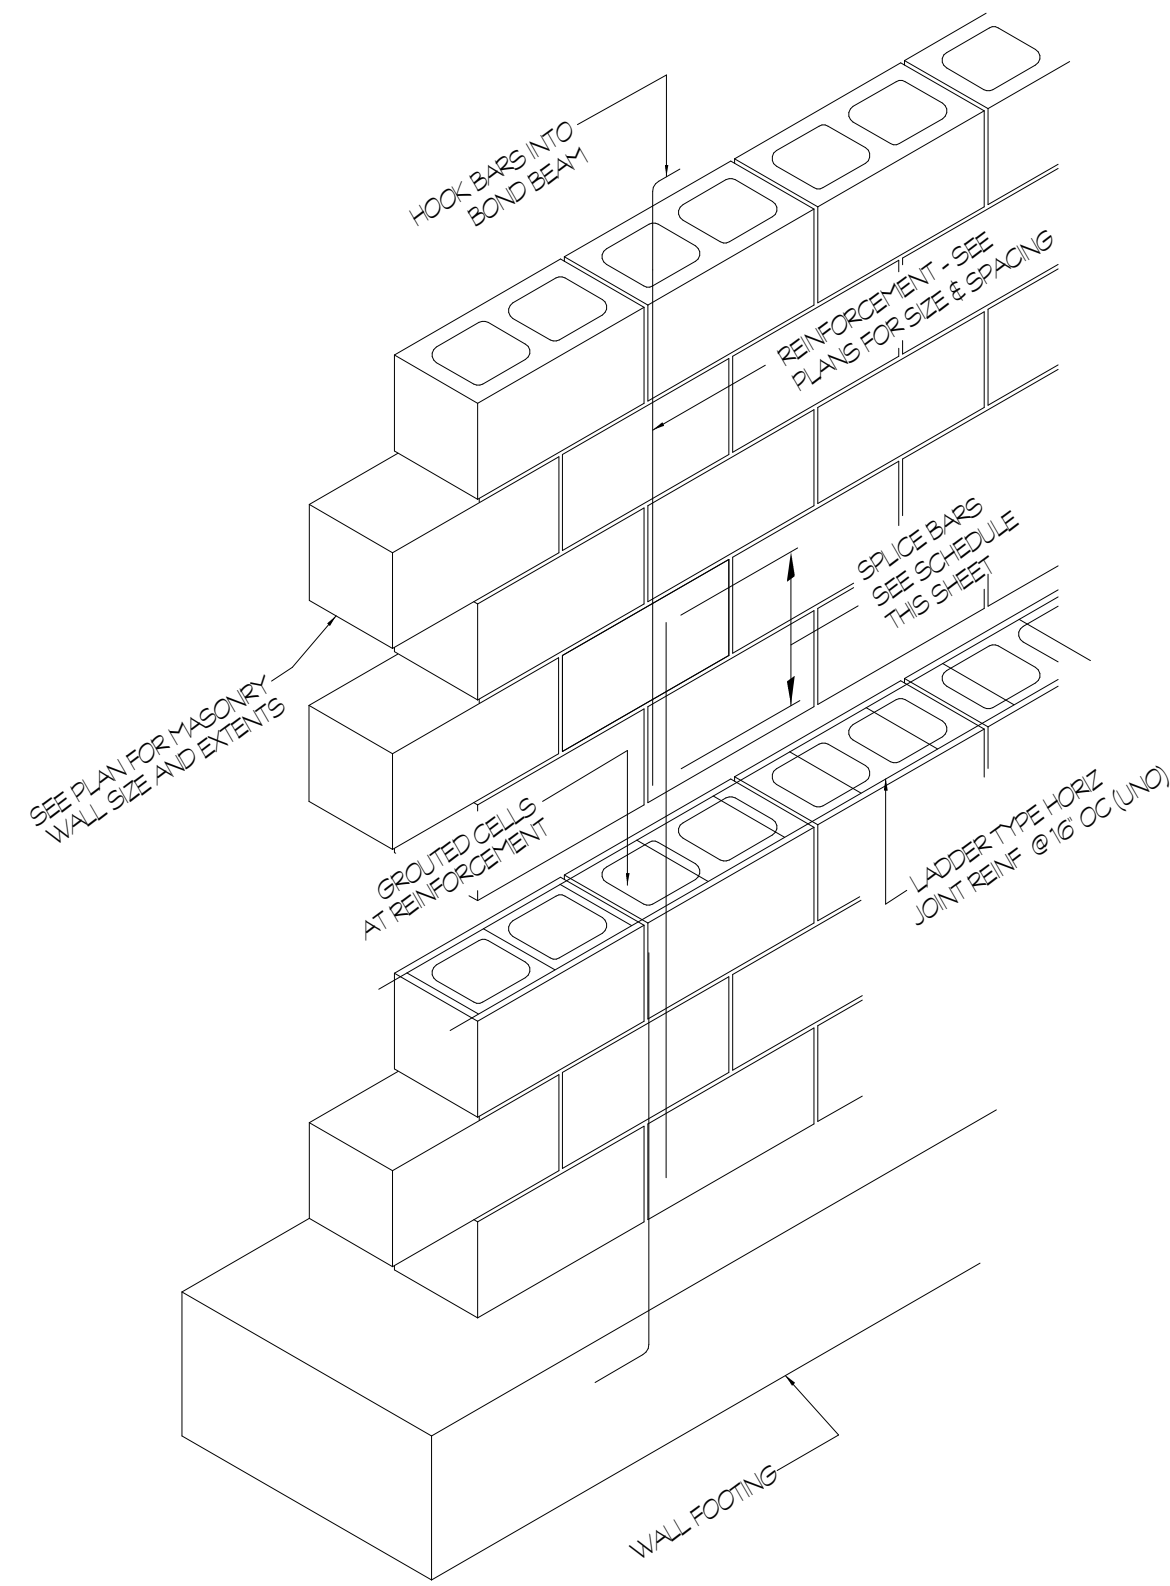 HOOK BARS INTO
BOND BEAM
REINFORCEMENT - SEE
PLANS FOR SIZE & SPACING
SPLICE BARS
SEE SCHEDULE
THIS SHEET
SEE PLAN FOR MASONRY
WALL SIZE AND EXTENTS
GROUTED CELLS
AT REINFORCEMENT
LADDER TYPE HORIZ
JOINT REINF @ 16" OC (UNO)
WALL FOOTING